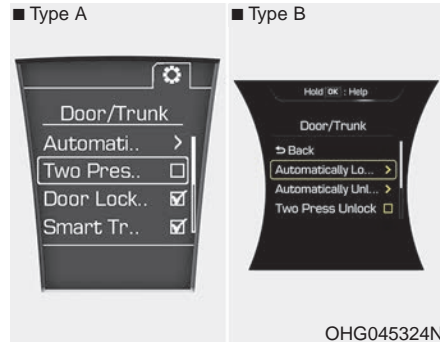 ■ Type A
Door/Trunk
Automati.. >
Two Pres..
Door Lock..
Smart Tr..
■ Type B
Hold OK : Help
Door/Trunk
Back
Automatically Lo... >
Automatically Unl... >
Two Press Unlock
OHG045324N